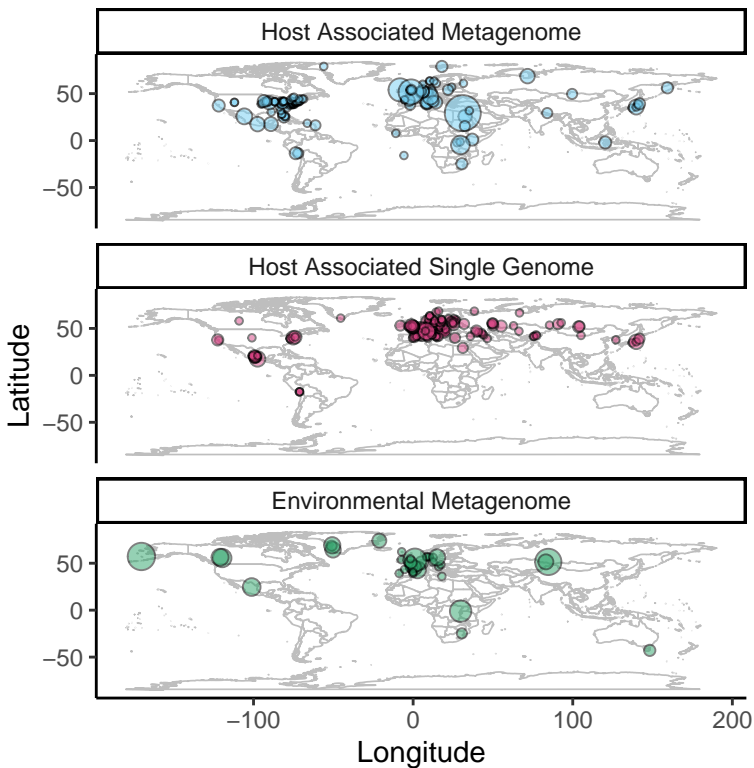 Host Associated Metagenome
50
0
−50
Host Associated Single Genome
50
0
−50
Latitude
Environmental Metagenome
50
0
−50
−100 0 100 200
Longitude